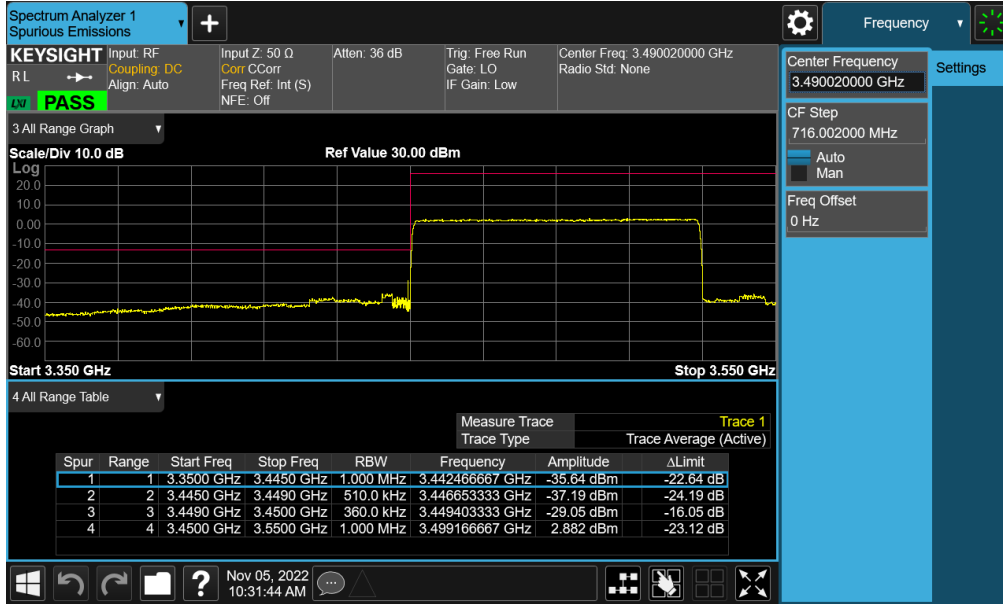 Spectrum Analyzer 1
Spurious Emissions
Frequency
KEYSIGHT
R L
LXI
PASS
Input: RF
Coupling: DC
Align: Auto
Input Z: 50 Ω
Corr CCorr
Freq Ref: Int (S)
NFE: Off
Atten: 36 dB
Trig: Free Run
Gate: LO
IF Gain: Low
Center Freq: 3.490020000 GHz
Radio Std: None
Center Frequency
3.490020000 GHz
Settings
CF Step
716.002000 MHz
Auto
Man
Freq Offset
0 Hz
3 All Range Graph
Scale/Div 10.0 dB
Ref Value 30.00 dBm
Log
20.0
10.0
0.00
-10.0
-20.0
-30.0
-40.0
-50.0
-60.0
Start 3.350 GHz
Stop 3.550 GHz
4 All Range Table
Measure Trace Trace 1
Trace Type Trace Average (Active)
Spur Range Start Freq Stop Freq RBW Frequency Amplitude ΔLimit
1 1 3.3500 GHz 3.4450 GHz 1.000 MHz 3.442466667 GHz -35.64 dBm -22.64 dB
2 2 3.4450 GHz 3.4490 GHz 510.0 kHz 3.446653333 GHz -37.19 dBm -24.19 dB
3 3 3.4490 GHz 3.4500 GHz 360.0 kHz 3.449403333 GHz -29.05 dBm -16.05 dB
4 4 3.4500 GHz 3.5500 GHz 1.000 MHz 3.499166667 GHz 2.882 dBm -23.12 dB
?
Nov 05, 2022
10:31:44 AM